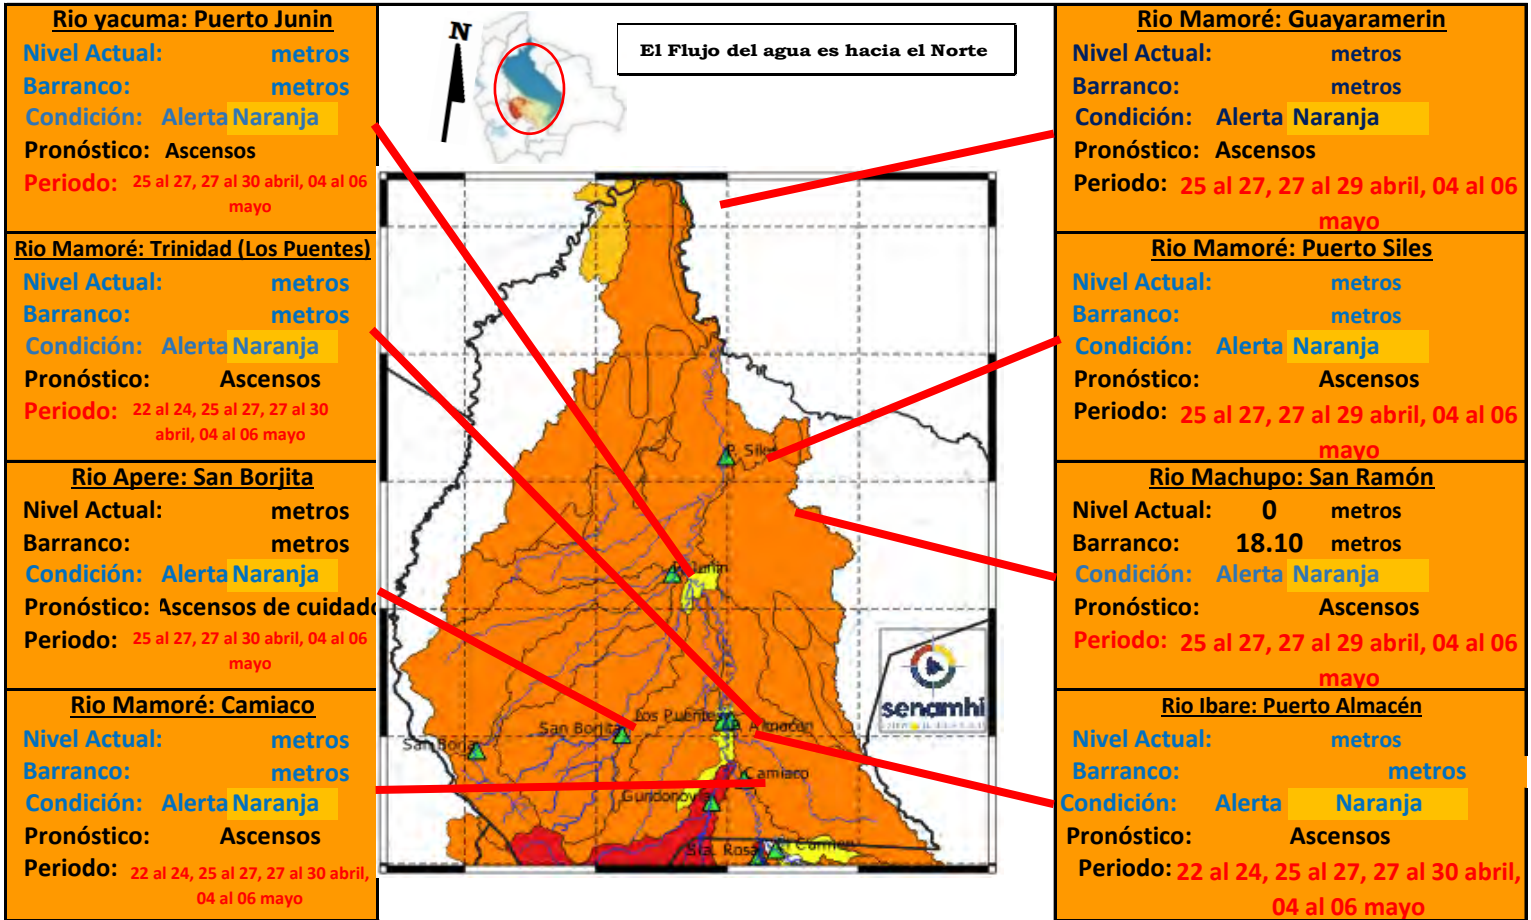 Rio yacuma: Puerto Junin
Nivel Actual: metros
Barranco: metros
Condición: Alerta Naranja
Pronóstico: Ascensos
Periodo: 25 al 27, 27 al 30 abril, 04 al 06
mayo
Rio Mamoré: Trinidad (Los Puentes)
Nivel Actual: metros
Barranco: metros
Condición: Alerta Naranja
Pronóstico: Ascensos
Periodo: 22 al 24, 25 al 27, 27 al 30
abril, 04 al 06 mayo
Rio Apere: San Borjita
Nivel Actual: metros
Barranco: metros
Condición: Alerta Naranja
Pronóstico: Ascensos de cuidado
Periodo: 25 al 27, 27 al 30 abril, 04 al 06
mayo
Rio Mamoré: Camiaco
Nivel Actual: metros
Barranco: metros
Condición: Alerta Naranja
Pronóstico: Ascensos
Periodo: 22 al 24, 25 al 27, 27 al 30 abril,
04 al 06 mayo
N
El Flujo del agua es hacia el Norte
P. Siles
Junin
Los Puentes
P. Almacén
San Borjita
San Borja
Camiaco
Gundonovia
Sta. Rosa
El Carmen
senamhi
Rio Mamoré: Guayaramerin
Nivel Actual: metros
Barranco: metros
Condición: Alerta Naranja
Pronóstico: Ascensos
Periodo: 25 al 27, 27 al 29 abril, 04 al 06
mayo
Rio Mamoré: Puerto Siles
Nivel Actual: metros
Barranco: metros
Condición: Alerta Naranja
Pronóstico: Ascensos
Periodo: 25 al 27, 27 al 29 abril, 04 al 06
mayo
Rio Machupo: San Ramón
Nivel Actual: 0 metros
Barranco: 18.10 metros
Condición: Alerta Naranja
Pronóstico: Ascensos
Periodo: 25 al 27, 27 al 29 abril, 04 al 06
mayo
Rio Ibare: Puerto Almacén
Nivel Actual: metros
Barranco: metros
Condición: Alerta Naranja
Pronóstico: Ascensos
Periodo: 22 al 24, 25 al 27, 27 al 30 abril,
04 al 06 mayo